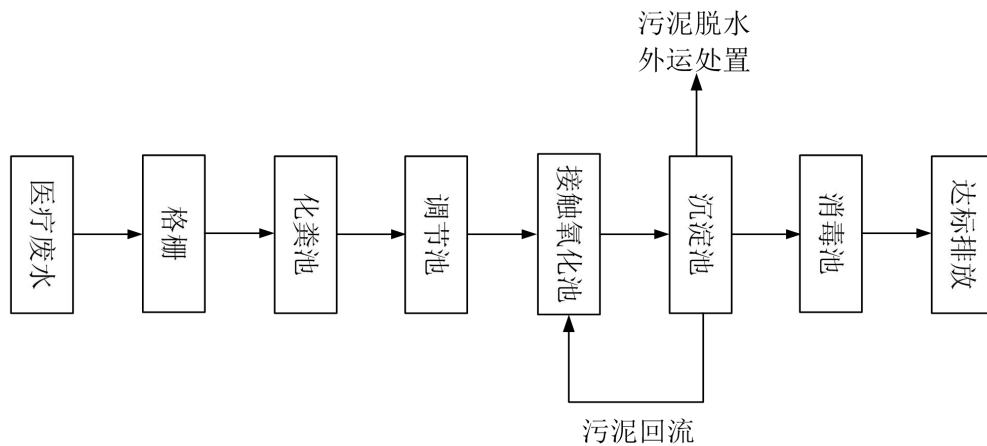 污泥脱水
外运处置
医疗废水
格栅
化粪池
调节池
接触氧化池
沉淀池
消毒池
达标排放
污泥回流